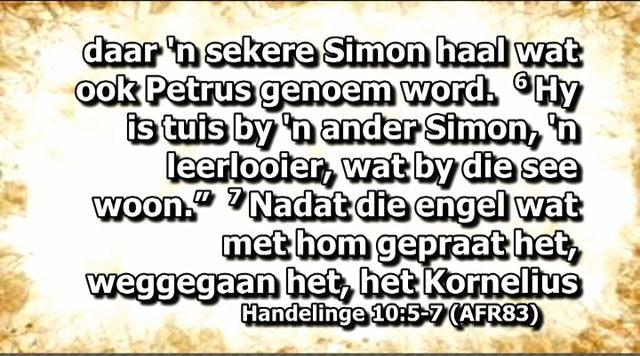 daar 'n sekere Simon haal wat
ook Petrus genoem word. ⁶ Hy
is tuis by 'n ander Simon, 'n
leerlooier, wat by die see
woon.” ⁷ Nadat die engel wat
met hom gepraat het,
weggegaan het, het Kornelius
Handelinge 10:5-7 (AFR83)